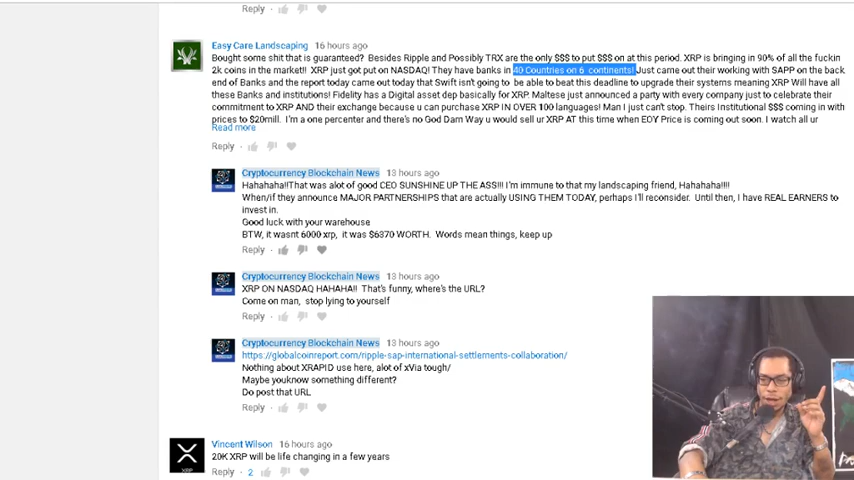 Reply
Easy Care Landscaping 16 hours ago
Bought some shit that is guaranteed? Besides Ripple and Possibly TRX are the only $$$ to put $$$ on at this period. XRP is bringing in 90% of all the fuckin
2k coins in the market!! XRP just got put on NASDAQ! They have banks in 40 Countries on 6 continents! Just came out their working with SAPP on the back
end of Banks and the report today came out today that Swift isn't going to be able to beat this deadline to upgrade their systems meaning XRP Will have all
these Banks and institutions! Fidelity has a Digital asset dep basically for XRP. Maltese just announced a party with every company just to celebrate their
commitment to XRP AND their exchange because u can purchase XRP IN OVER 100 languages! Man I just can't stop. Theirs Institutional $$$ coming in with
prices to $20mill. I'm a one percenter and there's no God Darn Way u would sell ur XRP AT this time when EOY Price is coming out soon. I watch all ur
Read more
Reply
Cryptocurrency Blockchain News 13 hours ago
Hahahaha!!That was alot of good CEO SUNSHINE UP THE ASS!!! I'm immune to that my landscaping friend, Hahahaha!!!!
When/if they announce MAJOR PARTNERSHIPS that are actually USING THEM TODAY, perhaps I'll reconsider. Until then, I have REAL EARNERS to
invest in.
Good luck with your warehouse
BTW, it wasnt 6000 xrp, it was $6370 WORTH. Words mean things, keep up
Reply
Cryptocurrency Blockchain News 13 hours ago
XRP ON NASDAQ HAHAHA!! That's funny, where's the URL?
Come on man, stop lying to yourself
Reply
Cryptocurrency Blockchain News 13 hours ago
https://globalcoinreport.com/ripple-sap-international-settlements-collaboration/
Nothing about XRAPID use here, alot of xVia tough/
Maybe youknow something different?
Do post that URL
Reply
Vincent Wilson 16 hours ago
20K XRP will be life changing in a few years
Reply 2
XRP